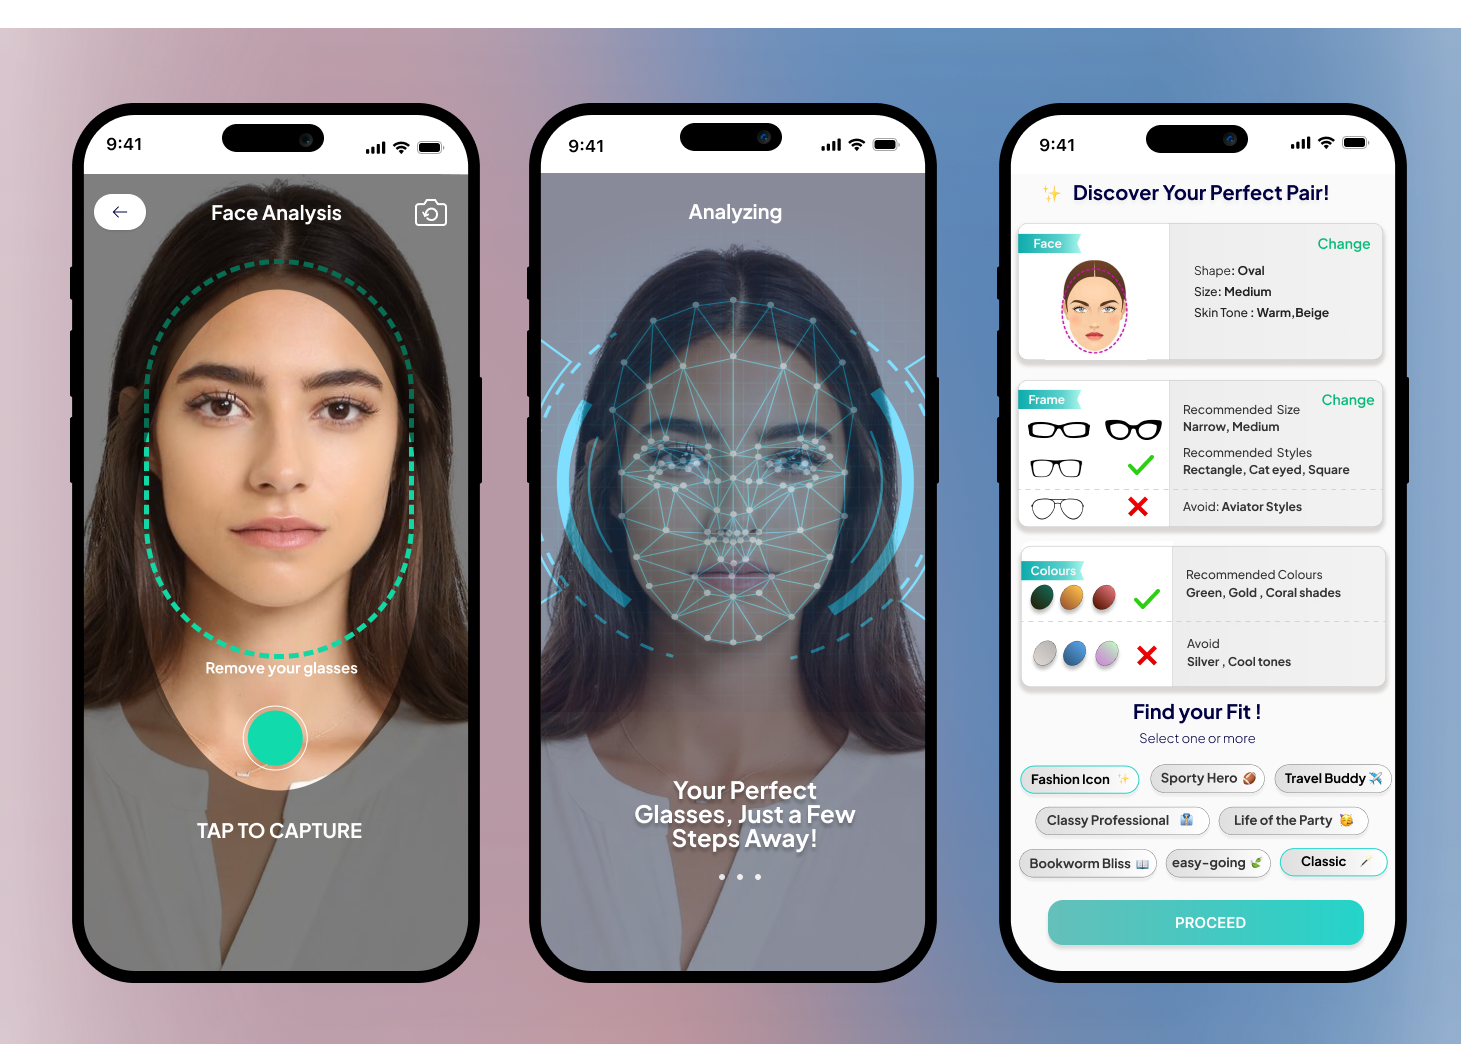 9:41
Face Analysis
Remove your glasses
TAP TO CAPTURE
9:41
Analyzing
Your Perfect
Glasses, Just a Few
Steps Away!
9:41
Discover Your Perfect Pair!
Face
Change
Shape: Oval
Size: Medium
Skin Tone : Warm,Beige
Frame
Change
Recommended Size
Narrow, Medium
Recommended Styles
Rectangle, Cat eyed, Square
Avoid: Aviator Styles
Colours
Recommended Colours
Green, Gold , Coral shades
Avoid
Silver , Cool tones
Find your Fit !
Select one or more
Fashion Icon ✨ Sporty Hero 🏈 Travel Buddy ✈️
Classy Professional 👔 Life of the Party 🥳
Bookworm Bliss 📖 easy-going 🌿 Classic
PROCEED